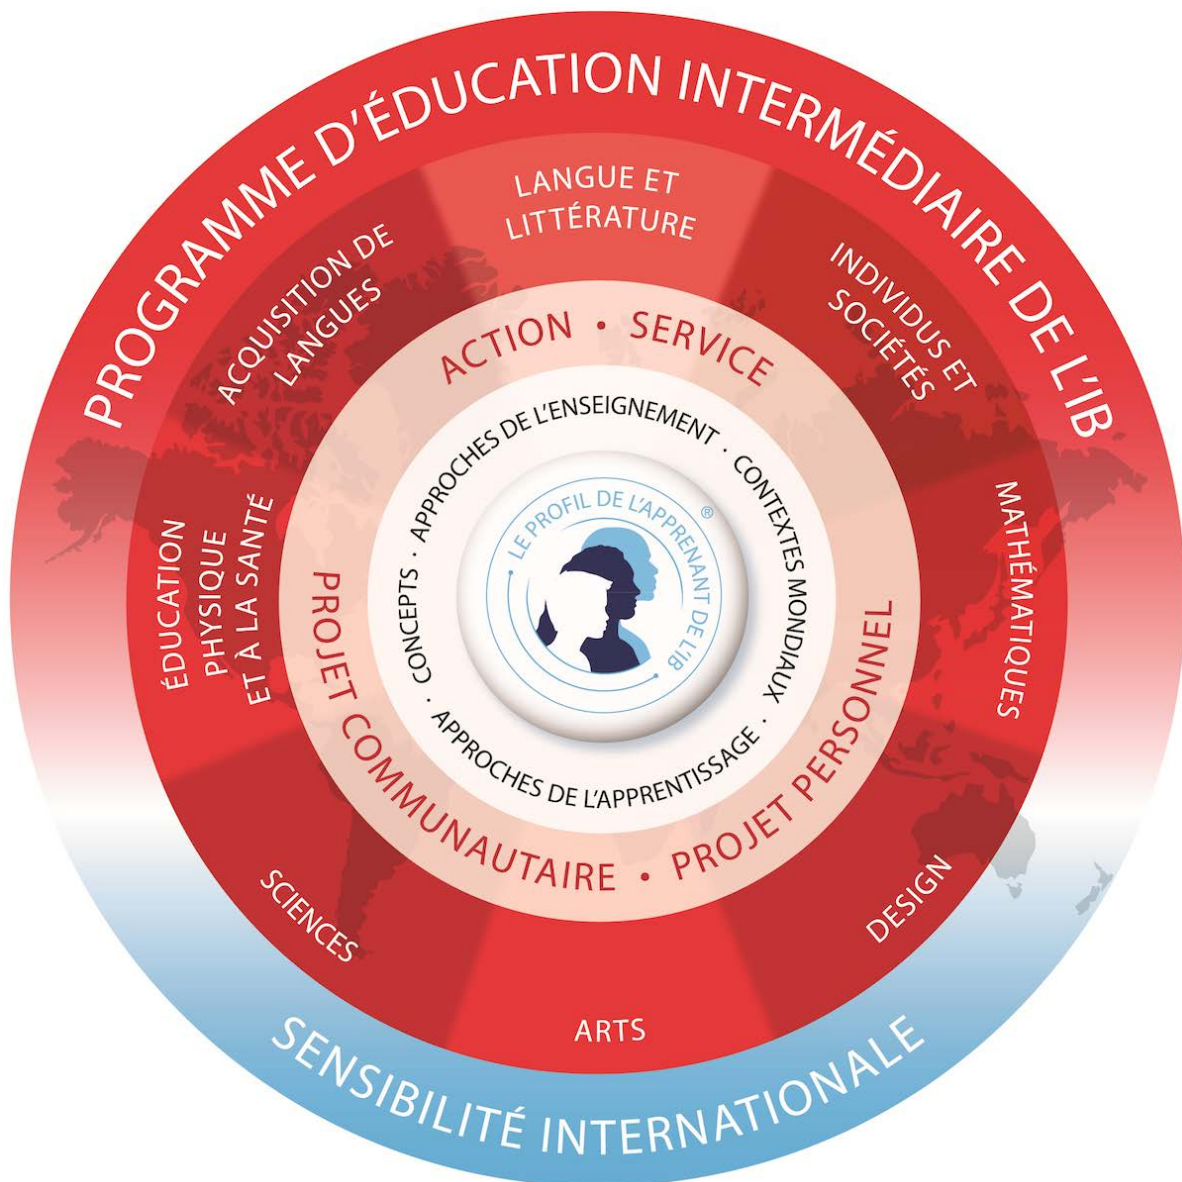 PROGRAMME D'ÉDUCATION INTERMÉDIAIRE DE L'IB
LANGUE ET
LITTÉRATURE
INDIVIDUS ET
SOCIÉTÉS
MATHÉMATIQUES
DESIGN
ARTS
SCIENCES
ÉDUCATION
PHYSIQUE
ET À LA SANTÉ
ACQUISITION DE
LANGUES
ACTION • SERVICE
PROJET COMMUNAUTAIRE • PROJET PERSONNEL
APPROCHES DE L'ENSEIGNEMENT · CONTEXTES MONDIAUX · APPROCHES DE L'APPRENTISSAGE · CONCEPTS ·
• LE PROFIL DE L'APPRENANT DE L'IB • ®
SENSIBILITÉ INTERNATIONALE